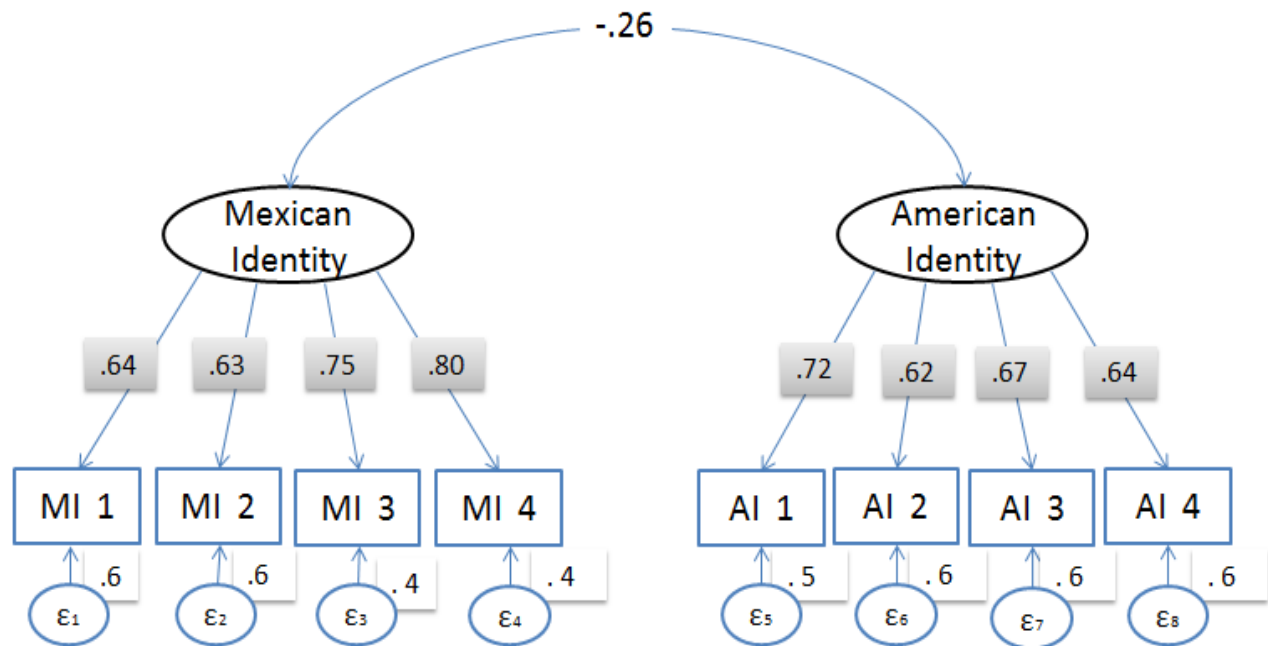 -.26
Mexican
Identity
American
Identity
.64 .63 .75 .80
.72 .62 .67 .64
MI 1 MI 2 MI 3 MI 4
AI 1 AI 2 AI 3 AI 4
.6 .6 . 4 . 4
.5 .6 .6 . 6
ε1 ε2 ε3 ε4
ε5 ε6 ε7 ε8